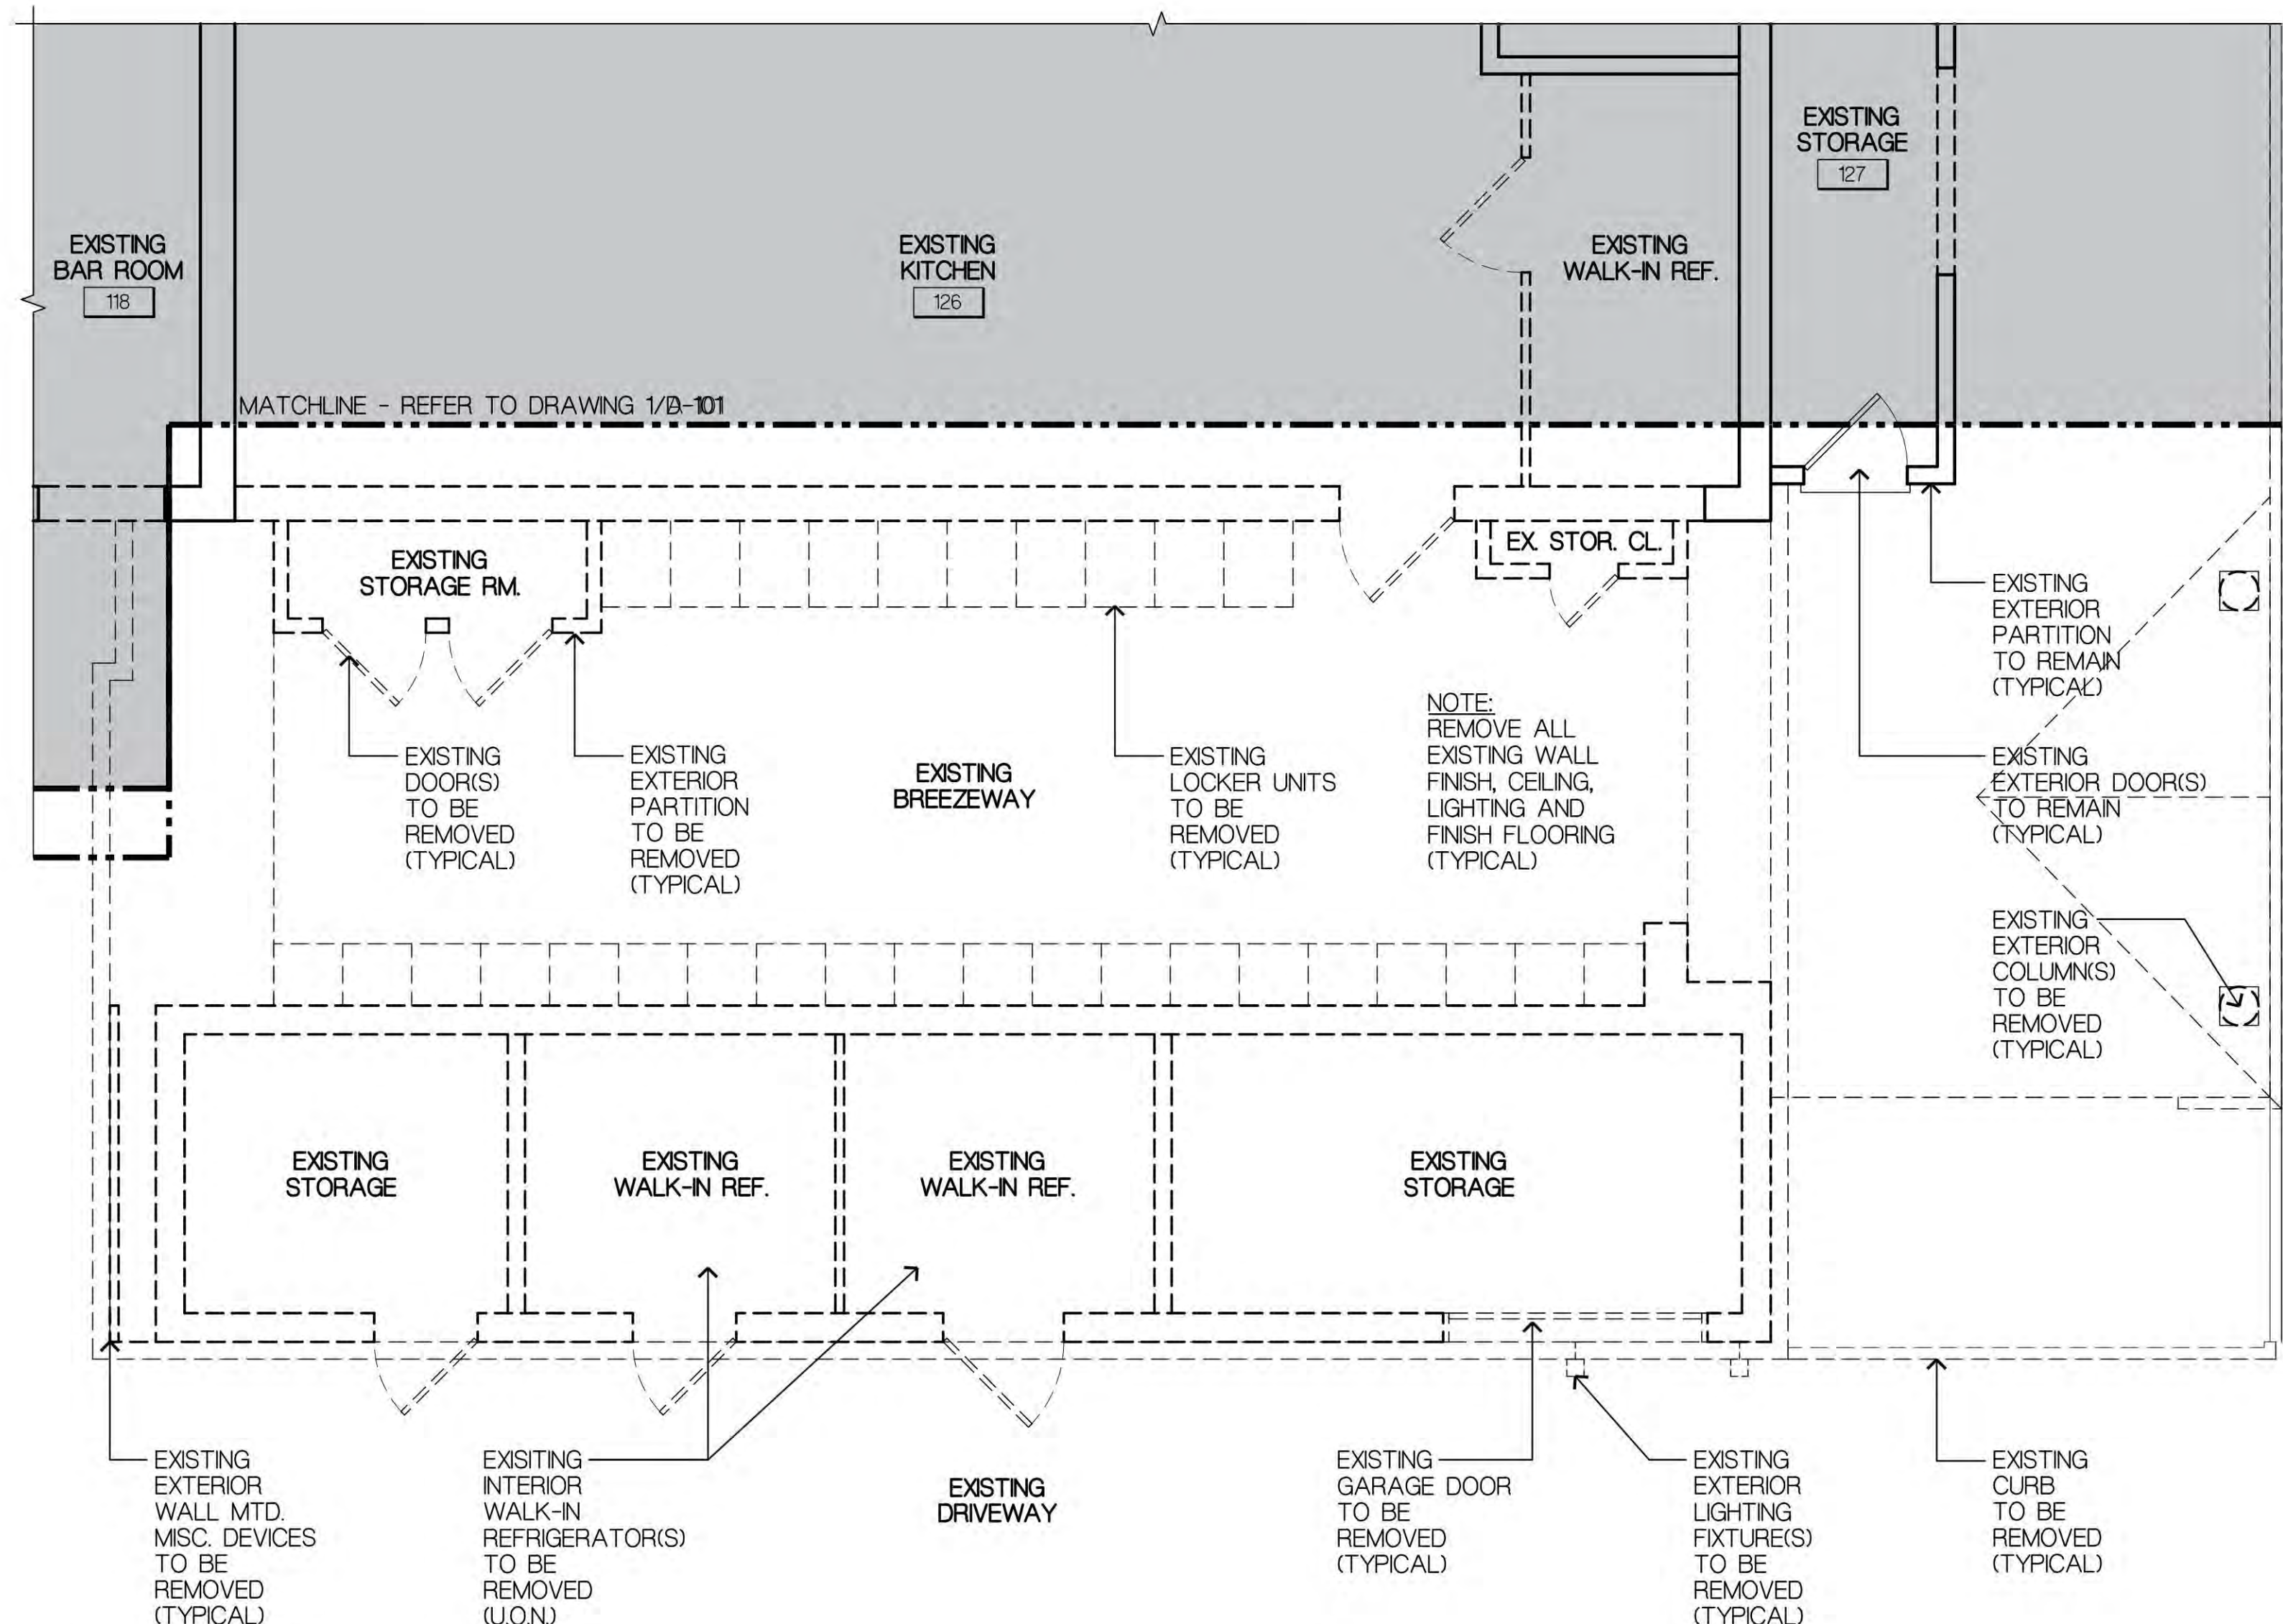 EXISTING
BAR ROOM
118
EXISTING
KITCHEN
126
EXISTING
WALK-IN REF.
EXISTING
STORAGE
127
MATCHLINE - REFER TO DRAWING
EXISTING
STORAGE RM.
EX. STOR. CL.
EXISTING
EXTERIOR
PARTITION
TO REMAIN
(TYPICAL)
EXISTING
DOOR(S)
TO BE
REMOVED
(TYPICAL)
EXISTING
EXTERIOR
PARTITION
TO BE
REMOVED
(TYPICAL)
EXISTING
BREEZEWAY
EXISTING
LOCKER UNITS
TO BE
REMOVED
(TYPICAL)
NOTE:
REMOVE ALL
EXISTING WALL
FINISH, CEILING,
LIGHTING AND
FINISH FLOORING
(TYPICAL)
EXISTING
EXTERIOR DOOR(S)
TO REMAIN
(TYPICAL)
EXISTING
EXTERIOR
COLUMN(S)
TO BE
REMOVED
(TYPICAL)
EXISTING
STORAGE
EXISTING
WALK-IN REF.
EXISTING
WALK-IN REF.
EXISTING
STORAGE
EXISTING
EXTERIOR
WALL MTD.
MISC. DEVICES
TO BE
REMOVED
(TYPICAL)
EXISITING
INTERIOR
WALK-IN
REFRIGERATOR(S)
TO BE
REMOVED
(U.O.N.)
EXISTING
DRIVEWAY
EXISTING
GARAGE DOOR
TO BE
REMOVED
(TYPICAL)
EXISTING
EXTERIOR
LIGHTING
FIXTURE(S)
TO BE
REMOVED
(TYPICAL)
EXISTING
CURB
TO BE
REMOVED
(TYPICAL)